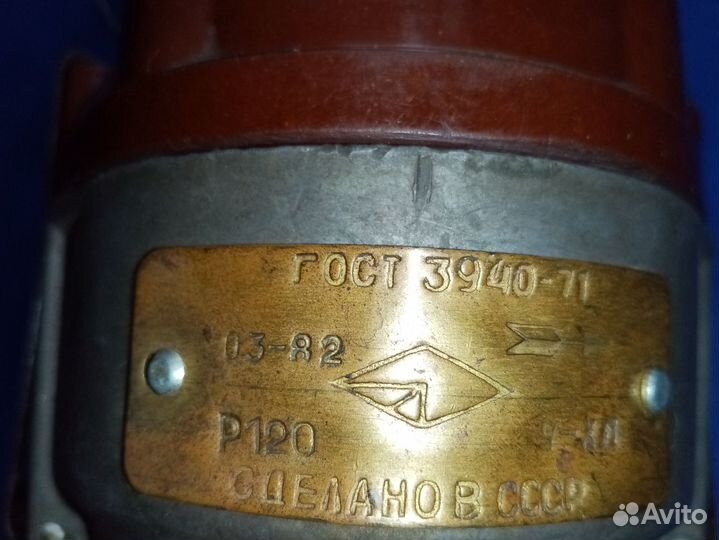 ГОСТ 3940-71
03-82
Р120
СДЕЛАНО В СССР
Avito